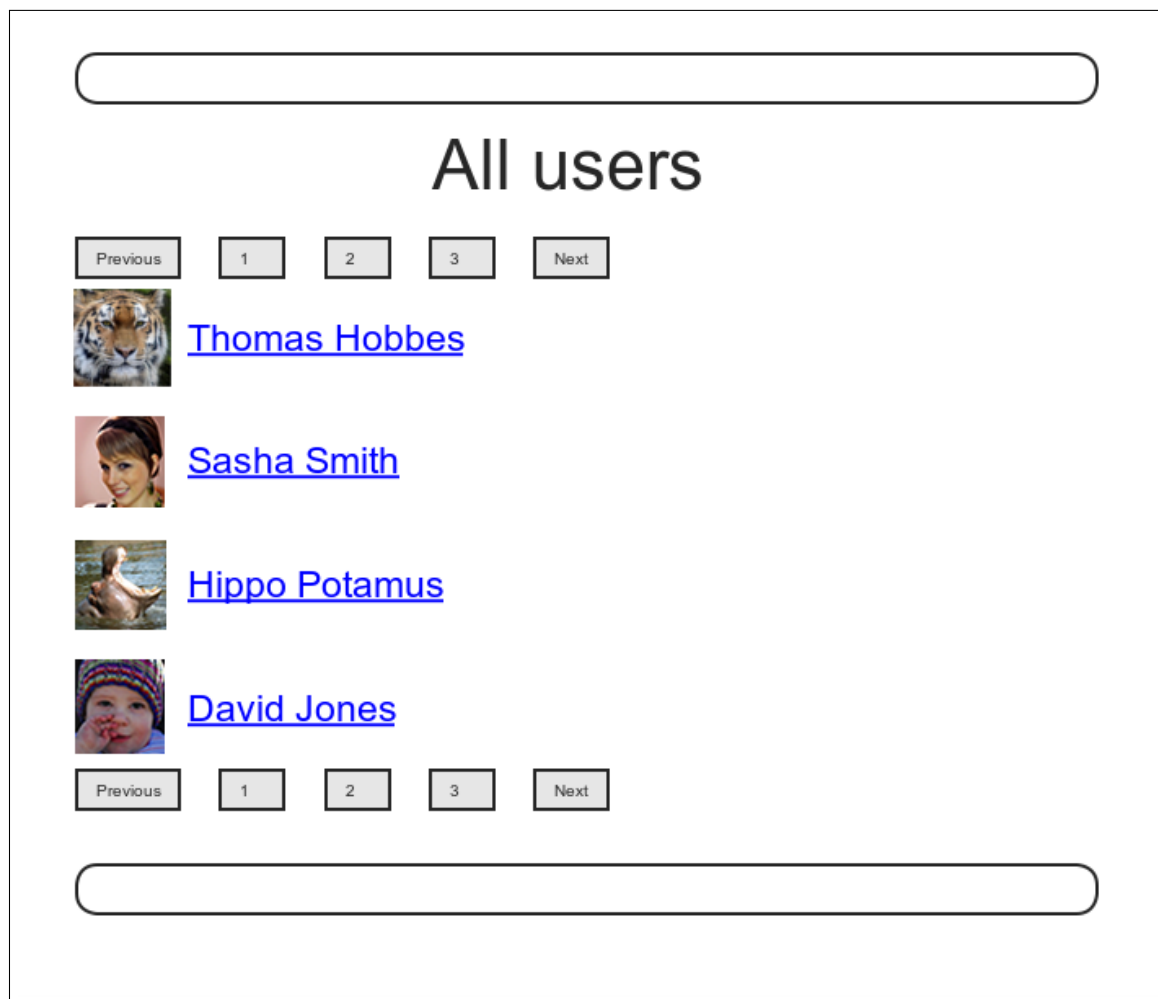 All users
Previous 1 2 3 Next
Thomas Hobbes
Sasha Smith
Hippo Potamus
David Jones
Previous 1 2 3 Next